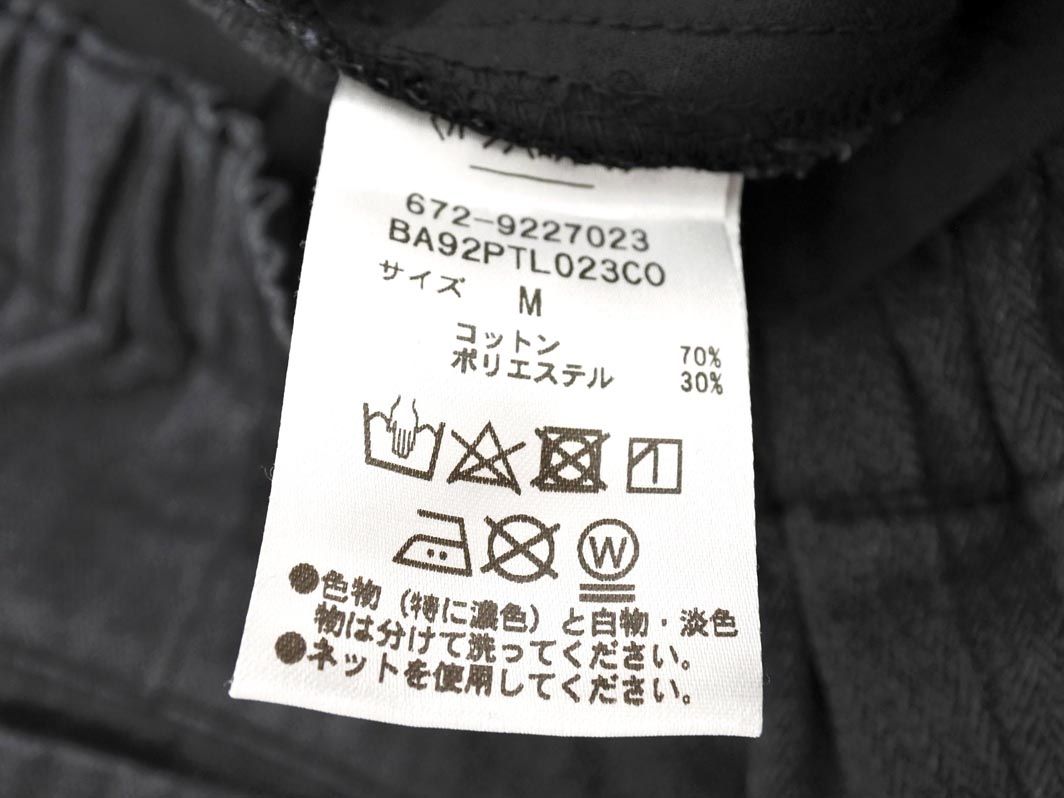 672-9227023
BA92PTL023CO
サイズ M
コットン 70%
ポリエステル 30%
W
●色物(特に濃色)と白物・淡色
物は分けて洗ってください。
●ネットを使用してください。